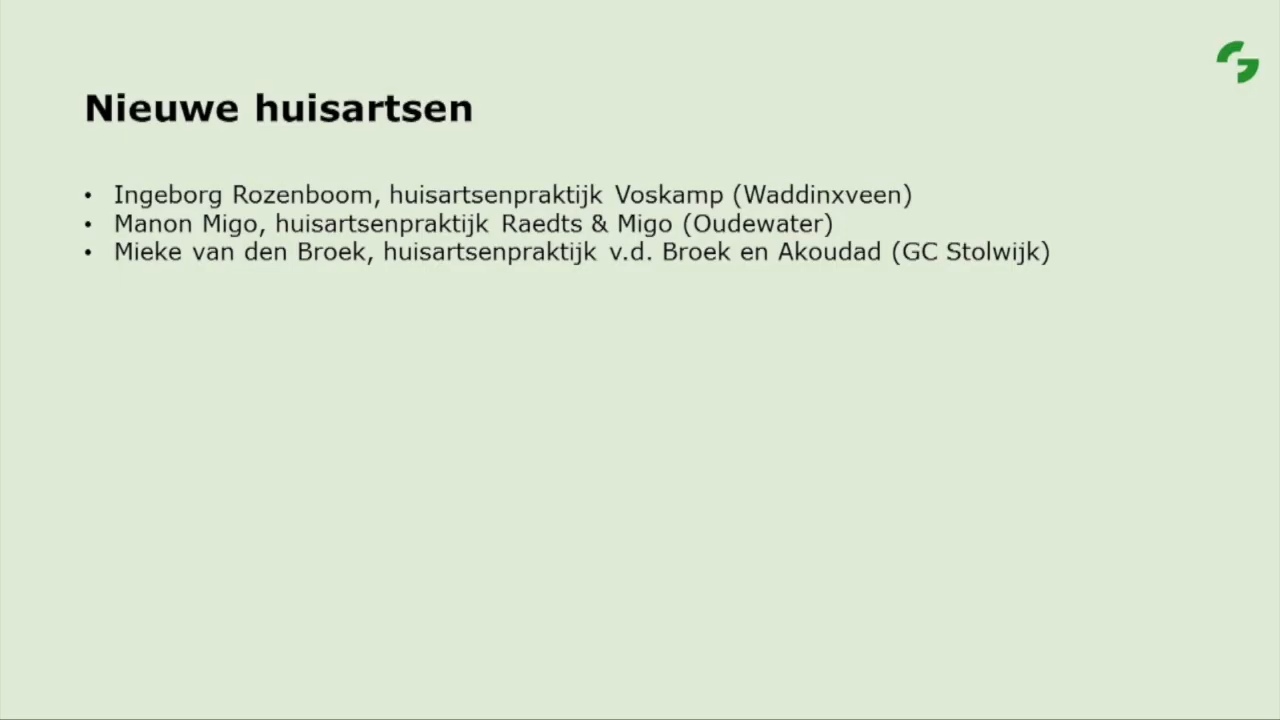 Nieuwe huisartsen
• Ingeborg Rozenboom, huisartsenpraktijk Voskamp (Waddinxveen)
• Manon Migo, huisartsenpraktijk Raedts & Migo (Oudewater)
• Mieke van den Broek, huisartsenpraktijk v.d. Broek en Akoudad (GC Stolwijk)